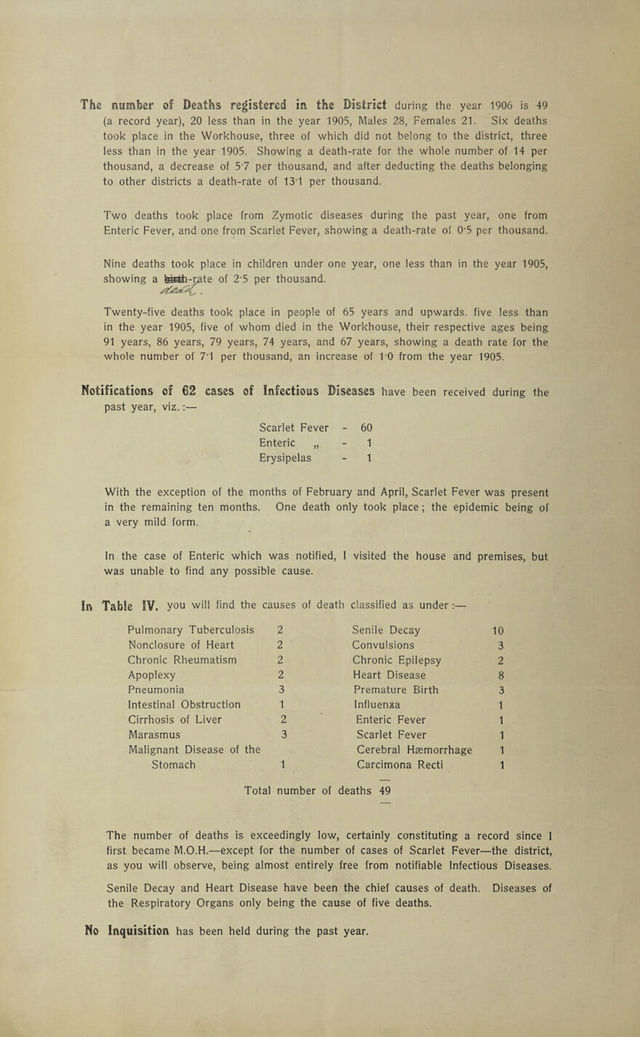 The number of Deaths registered in the District during the year 1906 is 49
(a record year), 20 less than in the year 1905, Males 28, Females 21. Six deaths
took place in the Workhouse, three of which did not belong to the district, three
less than in the year 1905. Showing a death-rate for the whole number of 14 per
thousand, a decrease of 5·7 per thousand, and after deducting the deaths belonging
to other districts a death-rate of 13·1 per thousand.
Two deaths took place from Zymotic diseases during the past year, one from
Enteric Fever, and one from Scarlet Fever, showing a death-rate of 0·5 per thousand.
Nine deaths took place in children under one year, one less than in the year 1905,
showing a birth-rate of 2·5 per thousand.
death.
Twenty-five deaths took place in people of 65 years and upwards. five less than
in the year 1905, five of whom died in the Workhouse, their respective ages being
91 years, 86 years, 79 years, 74 years, and 67 years, showing a death rate for the
whole number of 7·1 per thousand, an increase of 1·0 from the year 1905.
Notifications of 62 cases of Infectious Diseases have been received during the
past year, viz. :—
Scarlet Fever - 60
Enteric „ - 1
Erysipelas - 1
With the exception of the months of February and April, Scarlet Fever was present
in the remaining ten months. One death only took place; the epidemic being of
a very mild form.
In the case of Enteric which was notified, I visited the house and premises, but
was unable to find any possible cause.
In Table IV. you will find the causes of death classified as under :—
Pulmonary Tuberculosis 2 Senile Decay 10
Nonclosure of Heart 2 Convulsions 3
Chronic Rheumatism 2 Chronic Epilepsy 2
Apoplexy 2 Heart Disease 8
Pneumonia 3 Premature Birth 3
Intestinal Obstruction 1 Influenza 1
Cirrhosis of Liver 2 Enteric Fever 1
Marasmus 3 Scarlet Fever 1
Malignant Disease of the Cerebral Hæmorrhage 1
Stomach 1 Carcimona Recti 1
Total number of deaths 49
The number of deaths is exceedingly low, certainly constituting a record since I
first became M.O.H.—except for the number of cases of Scarlet Fever—the district,
as you will observe, being almost entirely free from notifiable Infectious Diseases.
Senile Decay and Heart Disease have been the chief causes of death. Diseases of
the Respiratory Organs only being the cause of five deaths.
No Inquisition has been held during the past year.